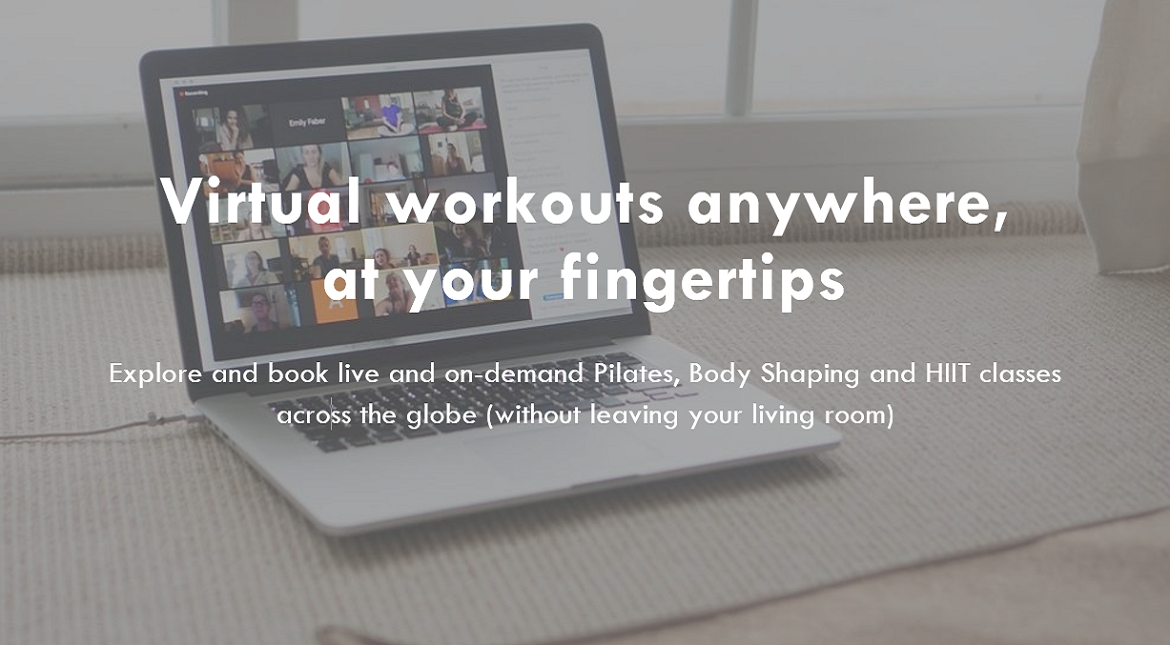 Recording
Emily Faber
Virtual workouts anywhere,
at your fingertips
Explore and book live and on-demand Pilates, Body Shaping and HIIT classes
across the globe (without leaving your living room)